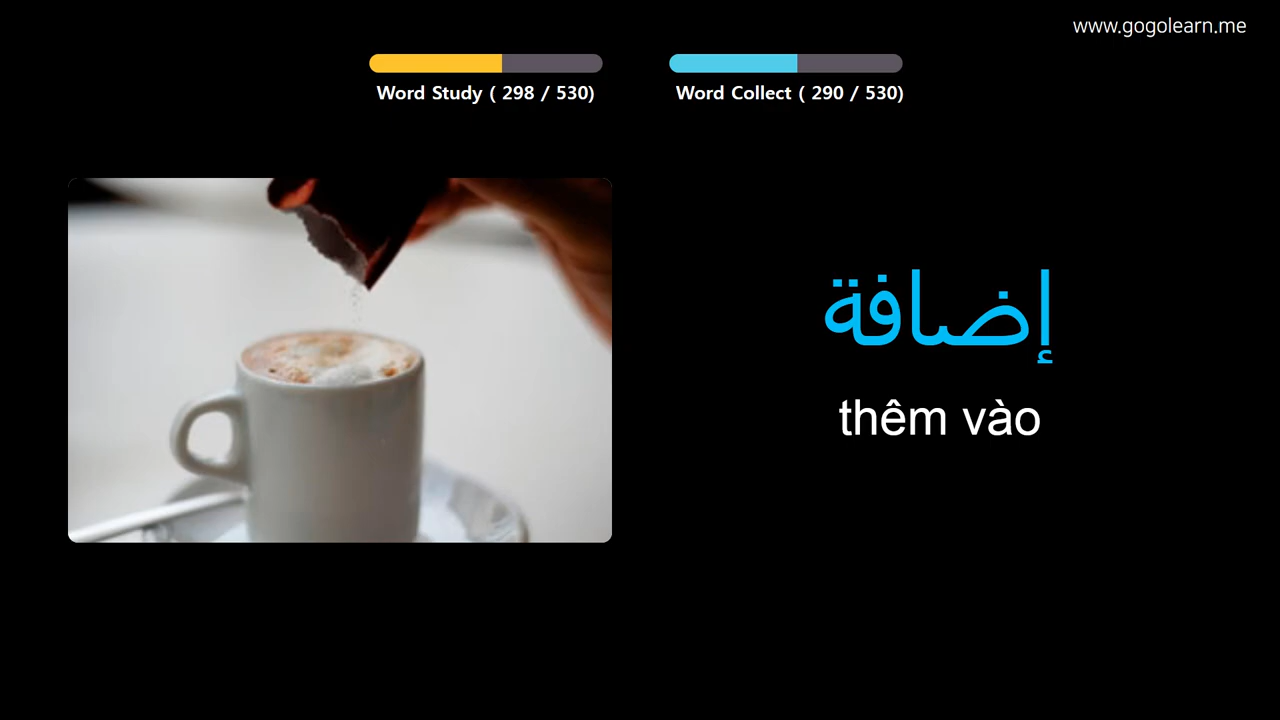 www.gogolearn.me
Word Study ( 298 / 530)
Word Collect ( 290 / 530)
إضافة
thêm vào